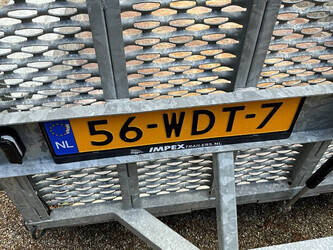 NL 56-WDT-7
IMPEX TRAILERS.NL